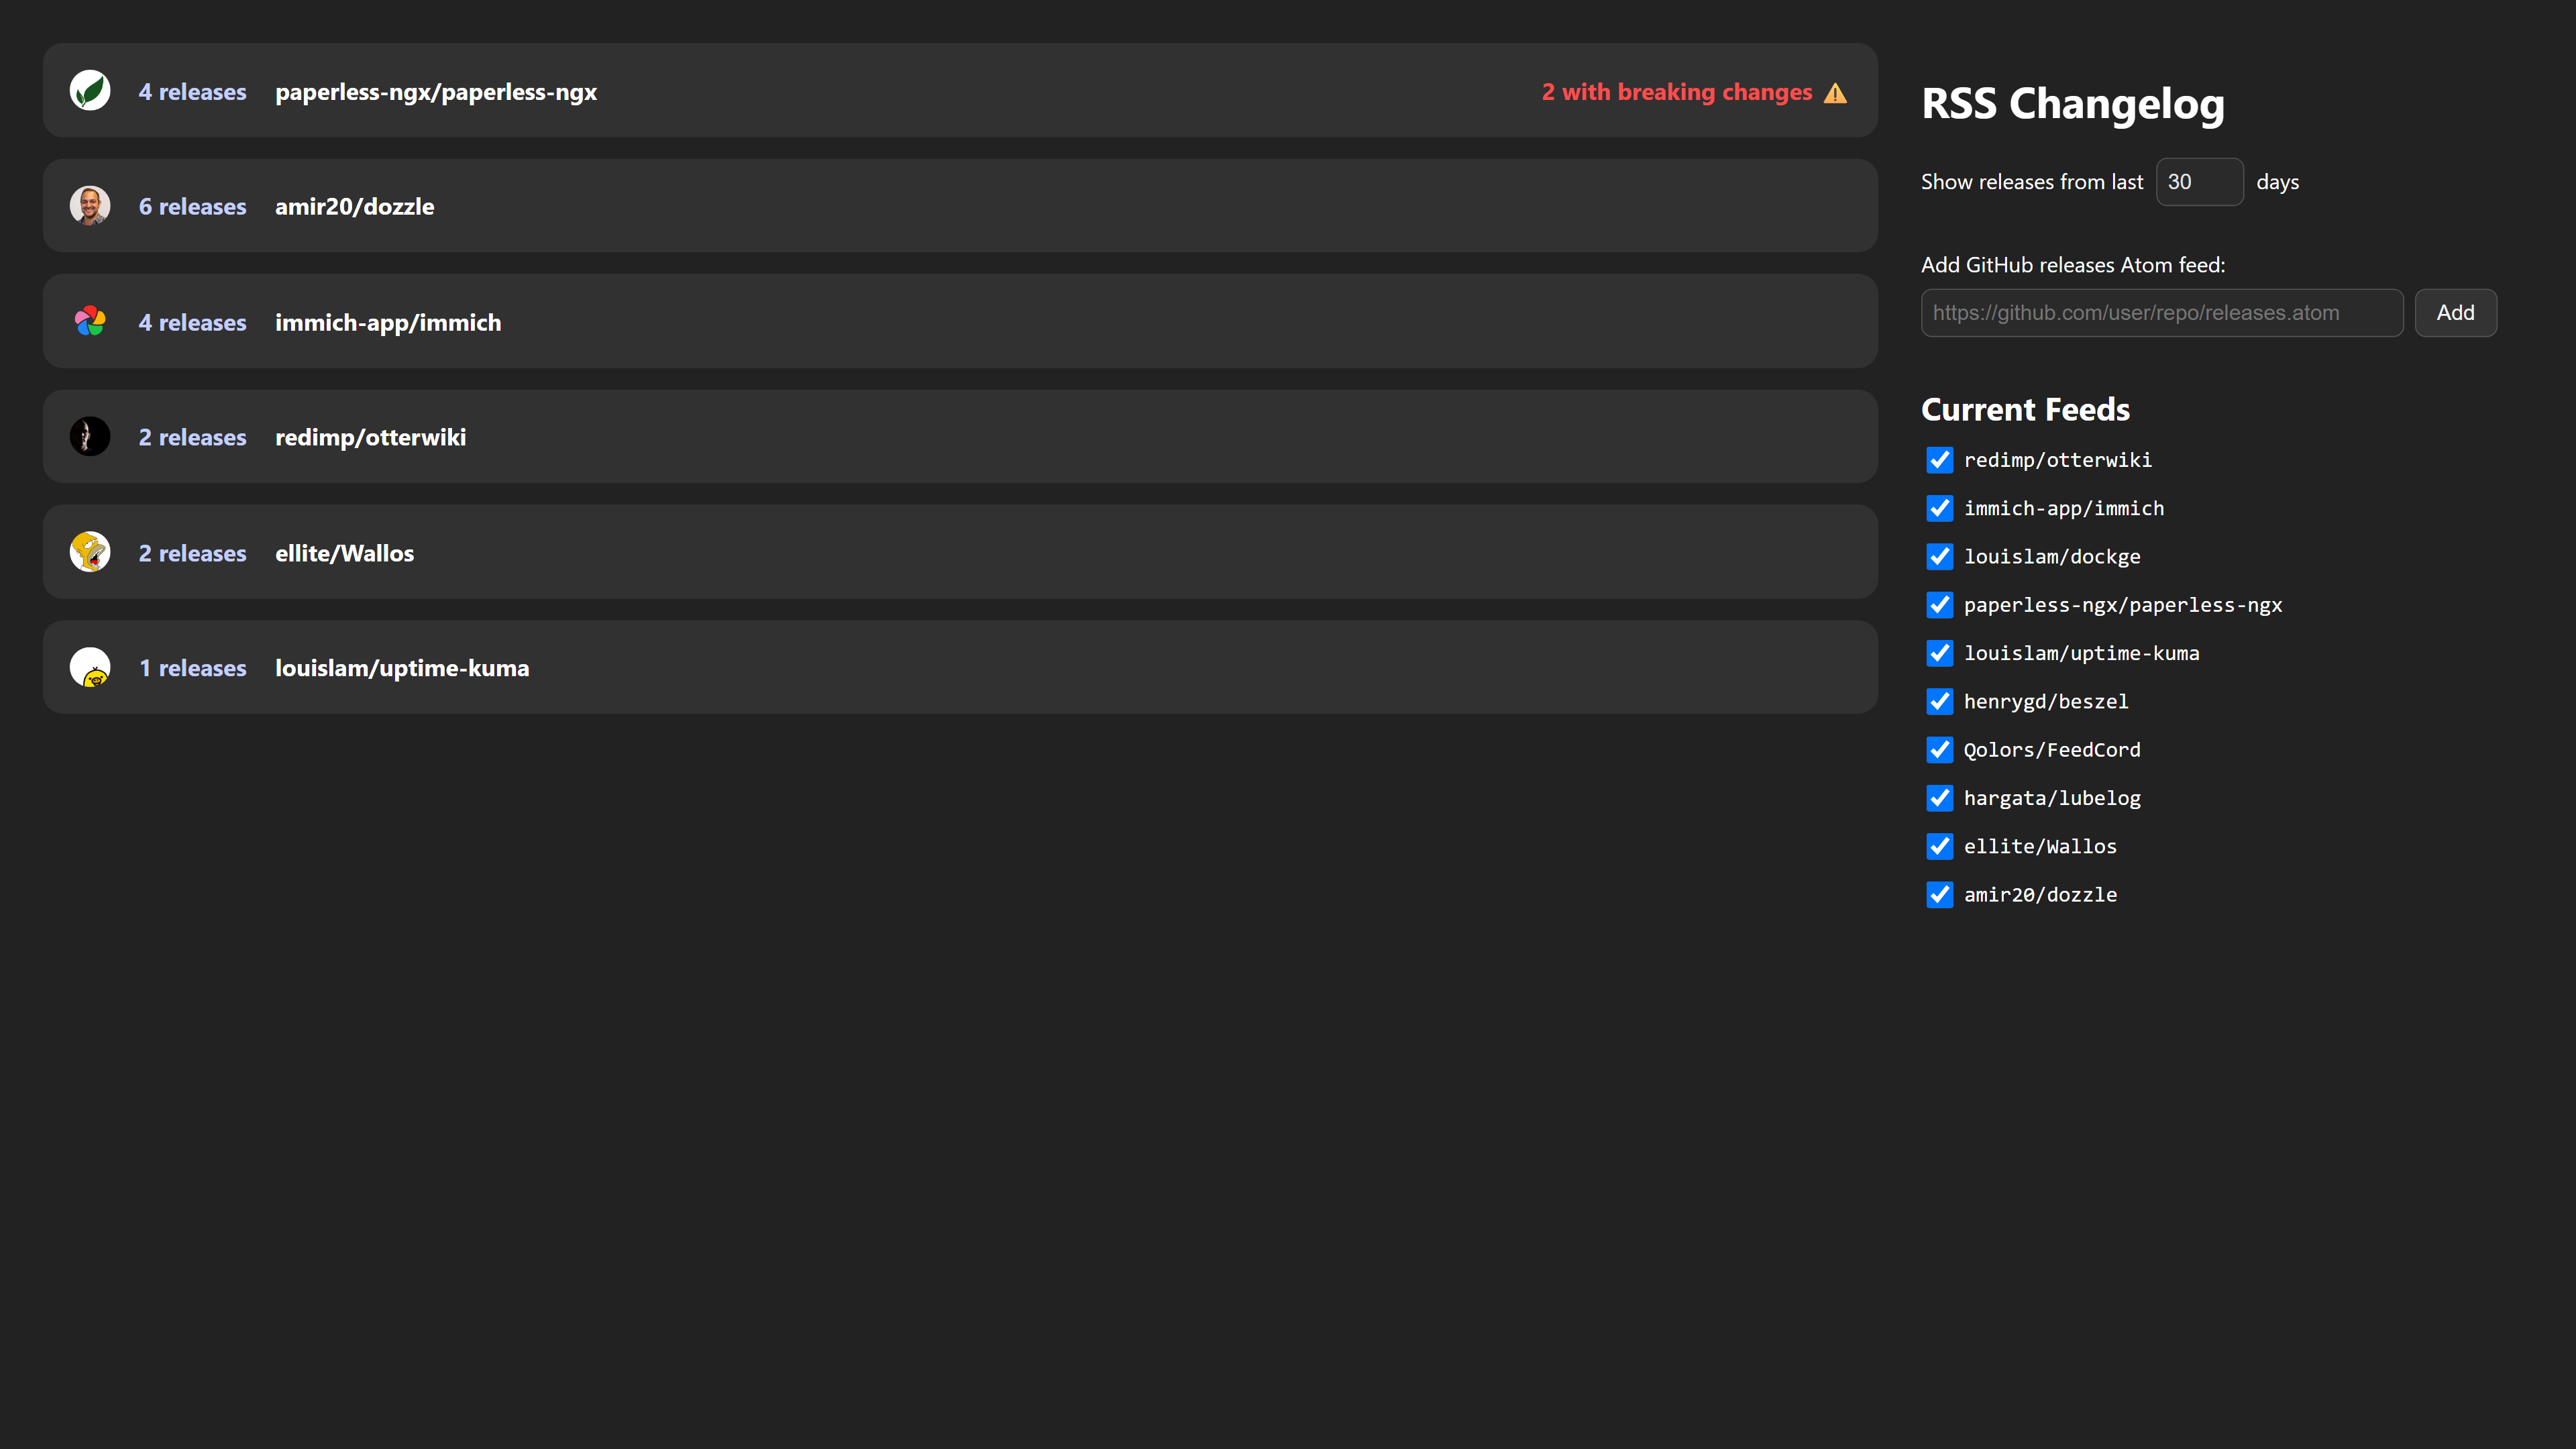 4 releases paperless-ngx/paperless-ngx 2 with breaking changes ⚠️
6 releases amir20/dozzle
4 releases immich-app/immich
2 releases redimp/otterwiki
2 releases ellite/Wallos
1 releases louislam/uptime-kuma
RSS Changelog
Show releases from last 30 days
Add GitHub releases Atom feed:
https://github.com/user/repo/releases.atom Add
Current Feeds
redimp/otterwiki
immich-app/immich
louislam/dockge
paperless-ngx/paperless-ngx
louislam/uptime-kuma
henrygd/beszel
Qolors/FeedCord
hargata/lubelog
ellite/Wallos
amir20/dozzle